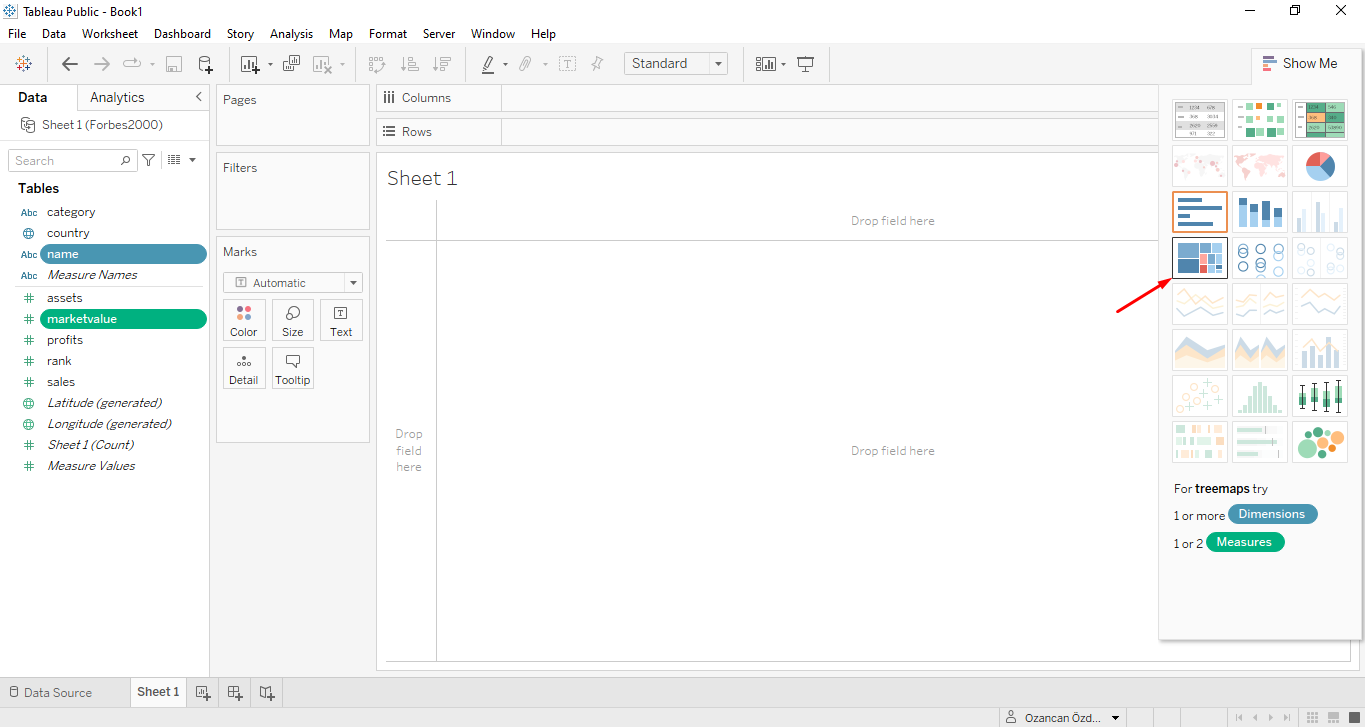 Tableau Public - Book1
File Data Worksheet Dashboard Story Analysis Map Format Server Window Help
Standard
Show Me
Data Analytics
Sheet 1 (Forbes2000)
Search
Tables
Abc category
country
Abc name
Abc Measure Names
assets
marketvalue
profits
rank
sales
Latitude (generated)
Longitude (generated)
Sheet 1 (Count)
Measure Values
Pages
Filters
Marks
Automatic
Color Size Text
Detail Tooltip
Columns
Rows
Sheet 1
Drop field here
Drop
field
here
Drop field here
For treemaps try
1 or more Dimensions
1 or 2 Measures
Data Source Sheet 1
Ozancan Özd...